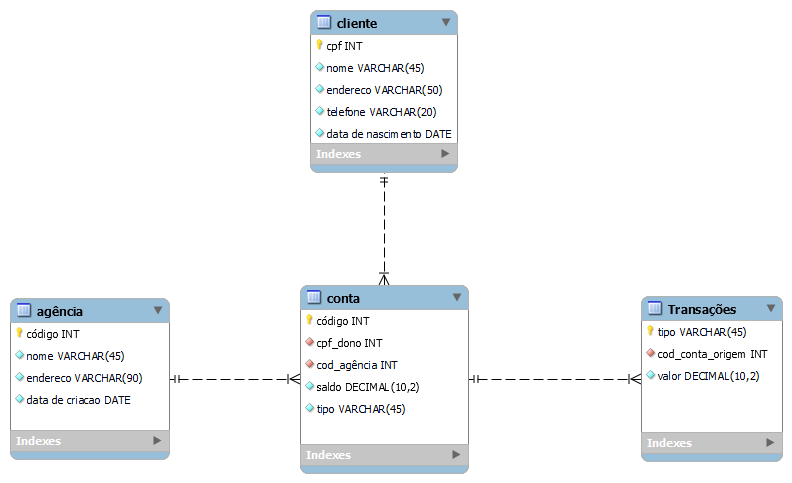 cliente
cpf INT
nome VARCHAR(45)
endereco VARCHAR(50)
telefone VARCHAR(20)
data de nascimento DATE
Indexes
agência
código INT
nome VARCHAR(45)
endereco VARCHAR(90)
data de criacao DATE
Indexes
conta
código INT
cpf_dono INT
cod_agência INT
saldo DECIMAL(10,2)
tipo VARCHAR(45)
Indexes
Transações
tipo VARCHAR(45)
cod_conta_origem INT
valor DECIMAL(10,2)
Indexes